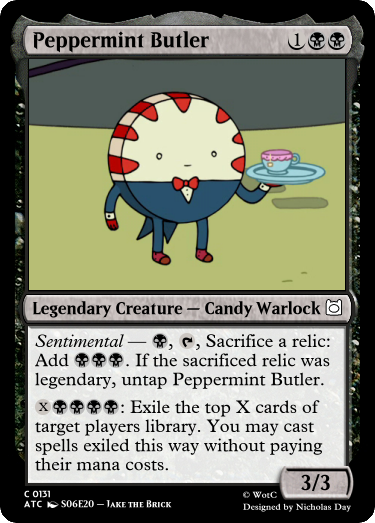 Peppermint Butler 1
Legendary Creature — Candy Warlock
Sentimental — , , Sacrifice a relic:
Add . If the sacrificed relic was
legendary, untap Peppermint Butler.
X: Exile the top X cards of
target players library. You may cast
spells exiled this way without paying
their mana costs.
3/3
C 0131
ATC S06E20 — Jake the Brick
© WotC
Designed by Nicholas Day